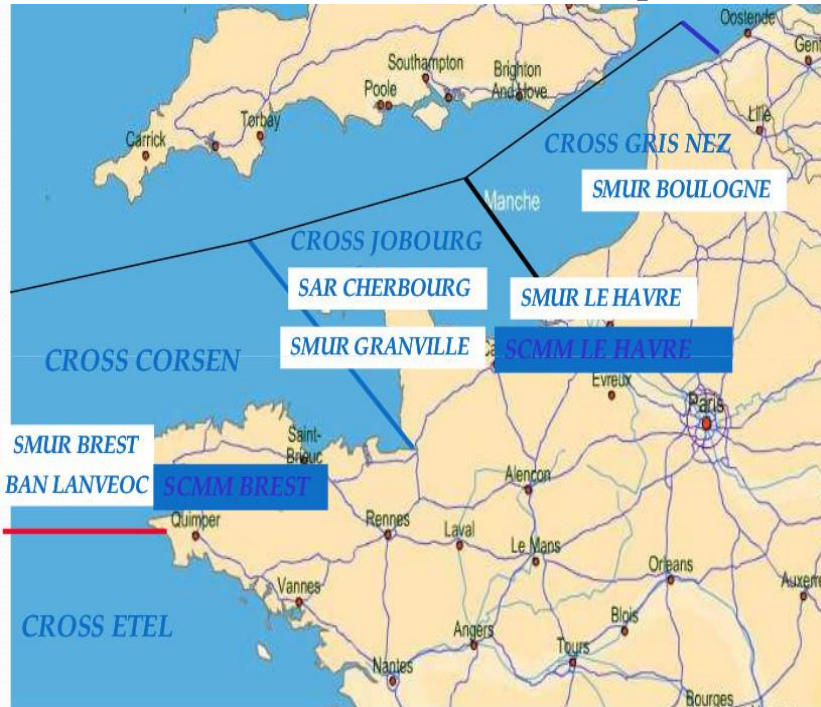 Oostende
Gent
Southampton
Brighton
And Hove
Poole
Lille
Torbay
Carrick
CROSS GRIS NEZ
SMUR BOULOGNE
Manche
CROSS JOBOURG
SAR CHERBOURG
SMUR LE HAVRE
SMUR GRANVILLE
Ca
SCMM LE HAVRE
CROSS CORSEN
Evreux
Paris
Saint-
Brieuc
SMUR BREST
BAN LANVEOC
SCMM BREST
Alençon
Quimper
Rennes
Laval
Le Mans
Orleans
Auxerre
Vannes
Blois
CROSS ETEL
Angers
Tours
Nantes
Bourges